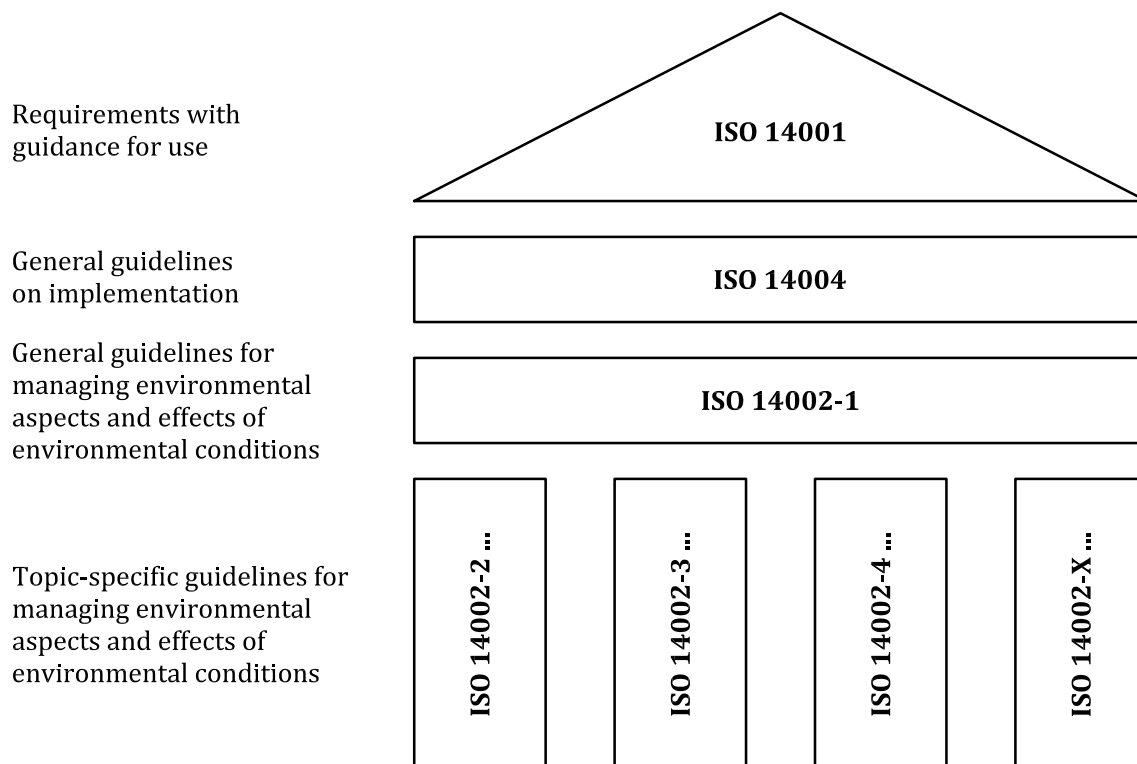 Requirements with
guidance for use
ISO 14001
General guidelines
on implementation
ISO 14004
General guidelines for
managing environmental
aspects and effects of
environmental conditions
ISO 14002-1
Topic-specific guidelines for
managing environmental
aspects and effects of
environmental conditions
ISO 14002-2 ...
ISO 14002-3 ...
ISO 14002-4 ...
ISO 14002-X ...